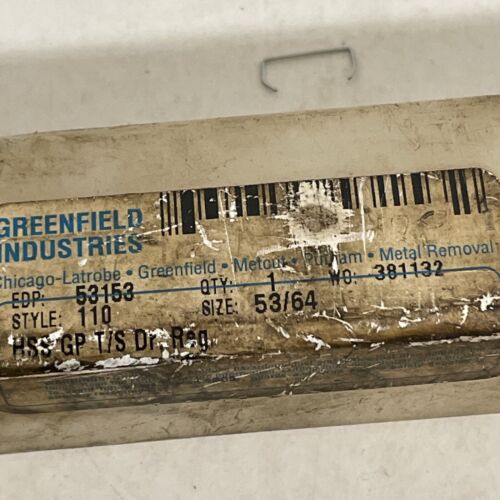 GREENFIELD
INDUSTRIES
Chicago-Latrobe • Greenfield • Metcut • Putnam • Metal Removal
EDP: 53153 QTY: 1 WO: 381132
STYLE: 110 SIZE: 53/64
HSS GP T/S Dr Reg